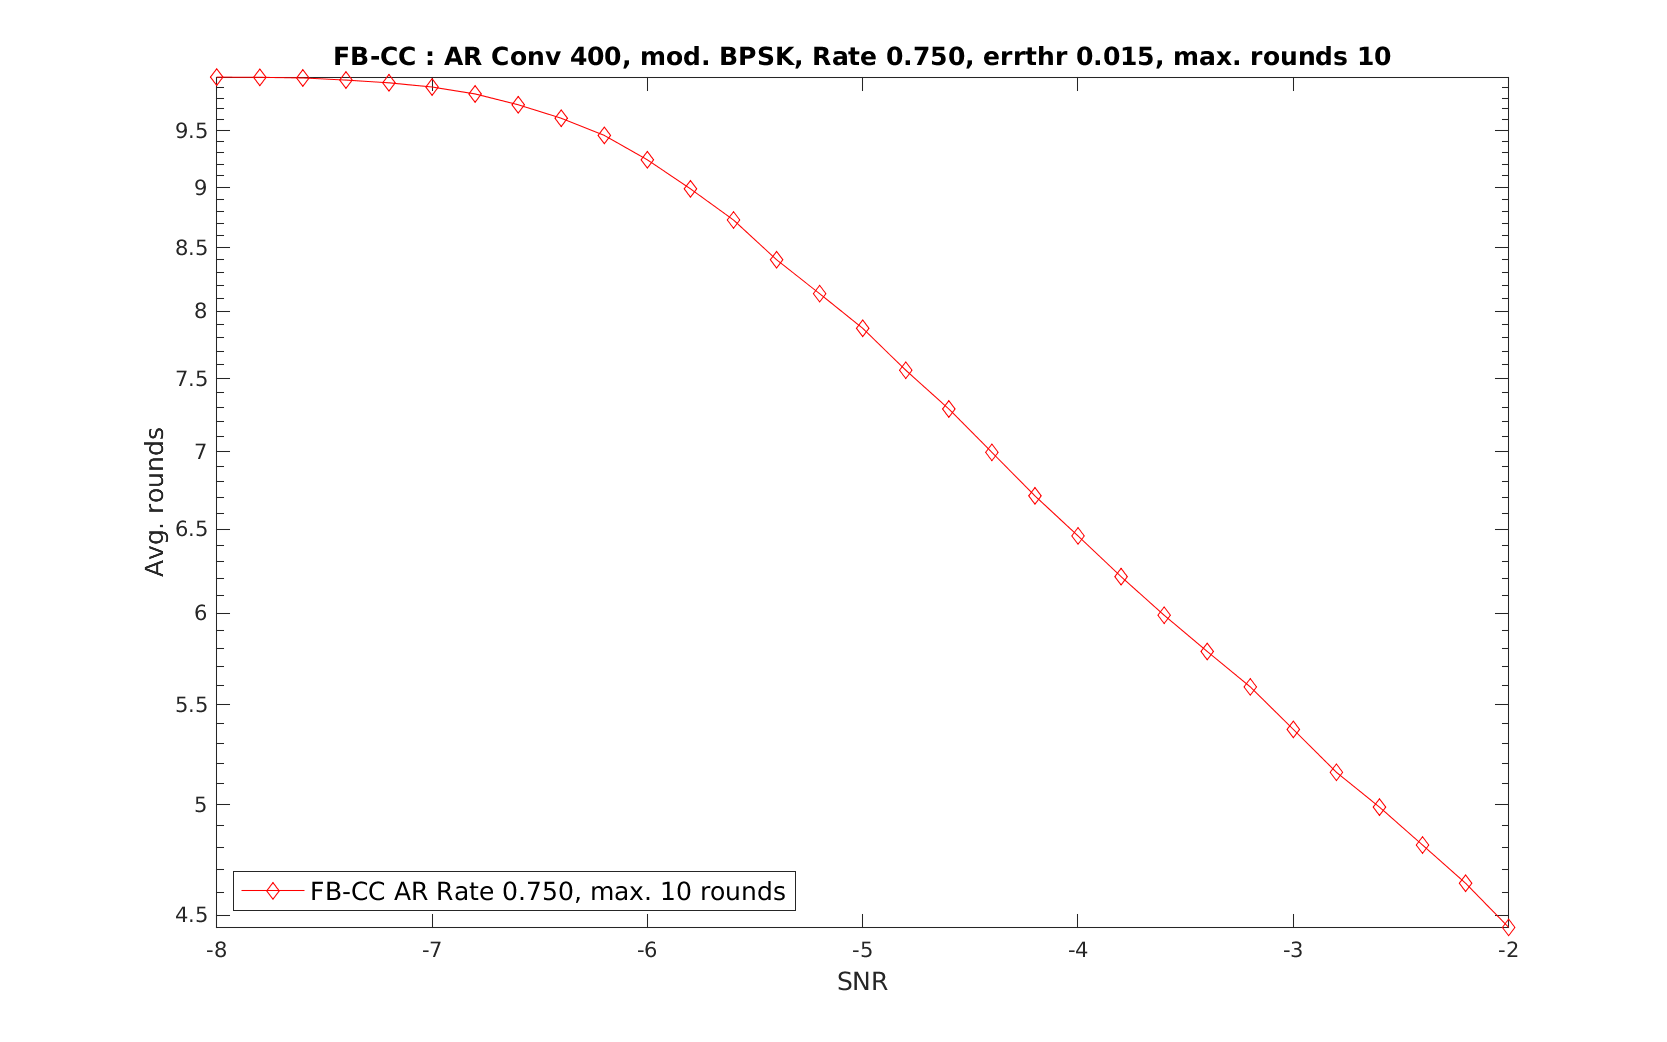 FB-CC : AR Conv 400, mod. BPSK, Rate 0.750, errthr 0.015, max. rounds 10
9.5
9
8.5
8
7.5
7
6.5
6
5.5
5
4.5
Avg. rounds
FB-CC AR Rate 0.750, max. 10 rounds
-8 -7 -6 -5 -4 -3 -2
SNR